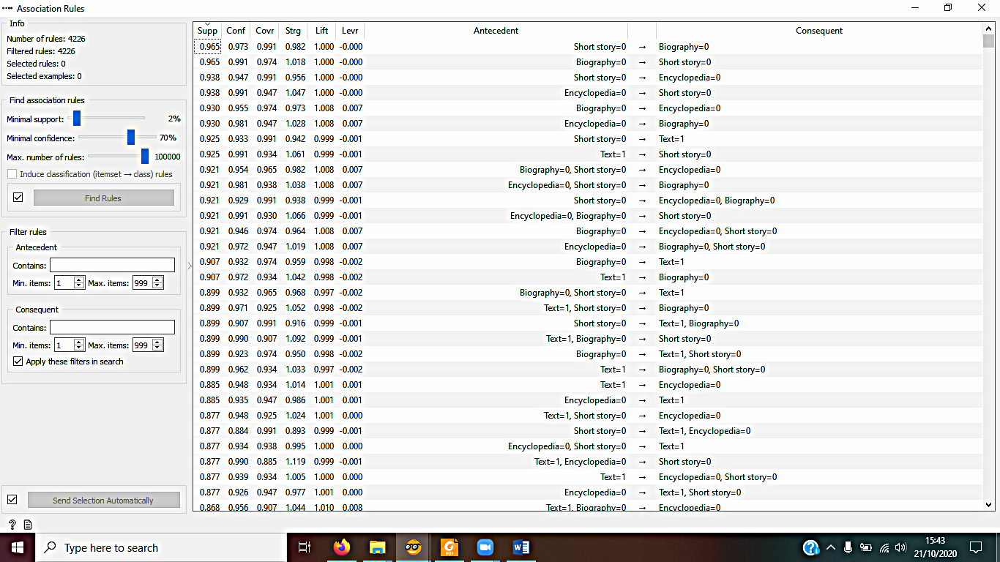 Association Rules
Info
Number of rules: 4226
Filtered rules: 4226
Selected rules: 0
Selected examples: 0
Find association rules
Minimal support: 2%
Minimal confidence: 70%
Max. number of rules: 100000
Induce classification (itemset → class) rules
Find Rules
Filter rules
Antecedent
Contains:
Min. items: 1 Max. items: 999
Consequent
Contains:
Min. items: 1 Max. items: 999
Apply these filters in search
Send Selection Automatically
Supp Conf Covr Strg Lift Levr Antecedent Consequent
0.965 0.973 0.991 0.982 1.000 -0.000 Short story=0 → Biography=0
0.965 0.991 0.974 1.018 1.000 -0.000 Biography=0 → Short story=0
0.938 0.947 0.991 0.956 1.000 -0.000 Short story=0 → Encyclopedia=0
0.938 0.991 0.947 1.047 1.000 -0.000 Encyclopedia=0 → Short story=0
0.930 0.955 0.974 0.973 1.008 0.007 Biography=0 → Encyclopedia=0
0.930 0.981 0.947 1.028 1.008 0.007 Encyclopedia=0 → Biography=0
0.925 0.933 0.991 0.942 0.999 -0.001 Short story=0 → Text=1
0.925 0.991 0.934 1.061 0.999 -0.001 Text=1 → Short story=0
0.921 0.954 0.965 0.982 1.008 0.007 Biography=0, Short story=0 → Encyclopedia=0
0.921 0.981 0.938 1.038 1.008 0.007 Encyclopedia=0, Short story=0 → Biography=0
0.921 0.929 0.991 0.938 0.999 -0.001 Short story=0 → Encyclopedia=0, Biography=0
0.921 0.991 0.930 1.066 0.999 -0.001 Encyclopedia=0, Biography=0 → Short story=0
0.921 0.946 0.974 0.964 1.008 0.007 Biography=0 → Encyclopedia=0, Short story=0
0.921 0.972 0.947 1.019 1.008 0.007 Encyclopedia=0 → Biography=0, Short story=0
0.907 0.932 0.974 0.959 0.998 -0.002 Biography=0 → Text=1
0.907 0.972 0.934 1.042 0.998 -0.002 Text=1 → Biography=0
0.899 0.932 0.965 0.968 0.997 -0.002 Biography=0, Short story=0 → Text=1
0.899 0.971 0.925 1.052 0.998 -0.002 Text=1, Short story=0 → Biography=0
0.899 0.907 0.991 0.916 0.999 -0.001 Short story=0 → Text=1, Biography=0
0.899 0.990 0.907 1.092 0.999 -0.001 Text=1, Biography=0 → Short story=0
0.899 0.923 0.974 0.950 0.998 -0.002 Biography=0 → Text=1, Short story=0
0.899 0.962 0.934 1.033 0.997 -0.002 Text=1 → Biography=0, Short story=0
0.885 0.948 0.934 1.014 1.001 0.001 Text=1 → Encyclopedia=0
0.885 0.935 0.947 0.986 1.001 0.001 Encyclopedia=0 → Text=1
0.877 0.948 0.925 1.024 1.001 0.000 Text=1, Short story=0 → Encyclopedia=0
0.877 0.884 0.991 0.893 0.999 -0.001 Short story=0 → Text=1, Encyclopedia=0
0.877 0.934 0.938 0.995 1.000 0.000 Encyclopedia=0, Short story=0 → Text=1
0.877 0.990 0.885 1.119 0.999 -0.001 Text=1, Encyclopedia=0 → Short story=0
0.877 0.939 0.934 1.005 1.000 0.000 Text=1 → Encyclopedia=0, Short story=0
0.877 0.926 0.947 0.977 1.001 0.000 Encyclopedia=0 → Text=1, Short story=0
0.868 0.956 0.907 1.044 1.010 0.008 Text=1, Biography=0 → Encyclopedia=0
Type here to search
15:43
21/10/2020